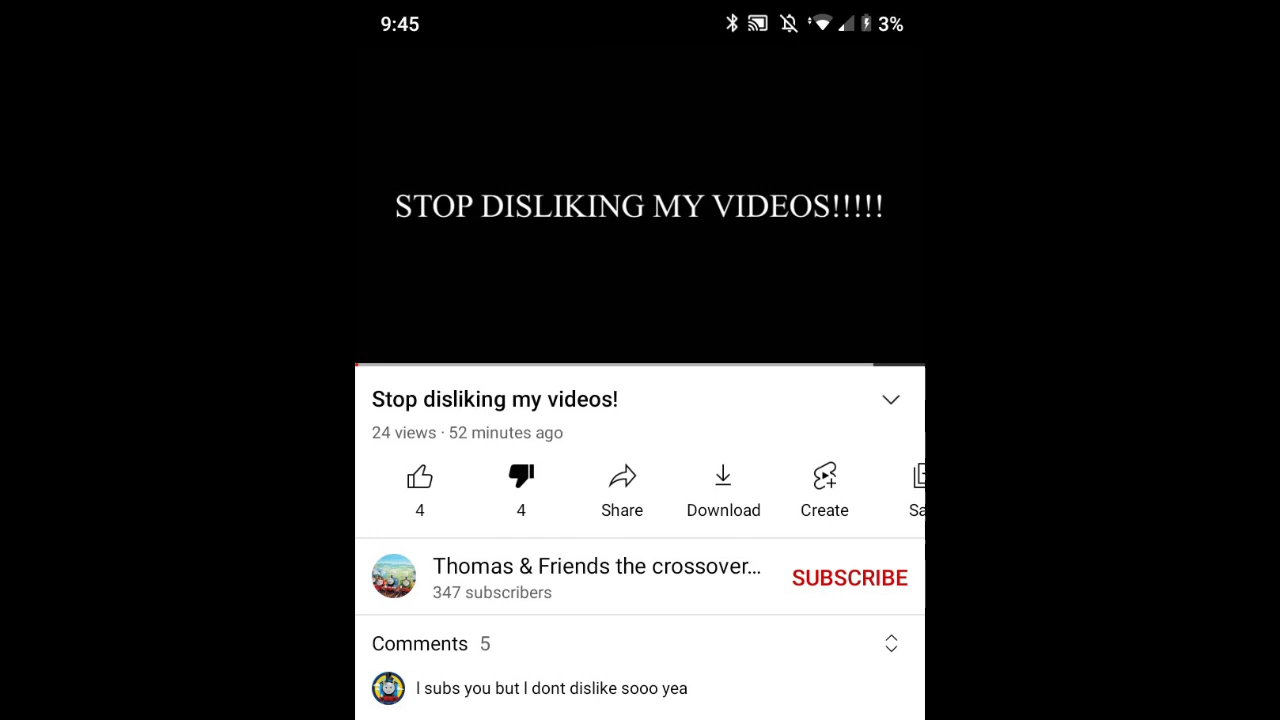 9:45 3%
STOP DISLIKING MY VIDEOS!!!!!
Stop disliking my videos!
24 views · 52 minutes ago
4 4 Share Download Create Sa
Thomas & Friends the crossover...
347 subscribers
SUBSCRIBE
Comments 5
I subs you but I dont dislike sooo yea